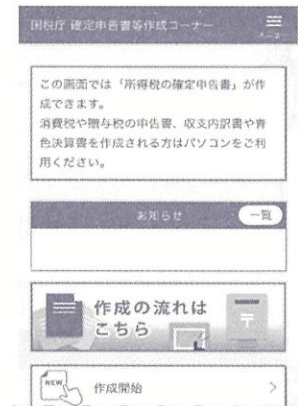 国税庁 確定申告書等作成コーナー
メニュー
この画面では「所得税の確定申告書」が作
成できます。
消費税や贈与税の申告書、収支内訳書や青
色決算書を作成される方はパソコンをご利
用ください。
お知らせ
一覧
作成の流れは
こちら
NEW
作成開始